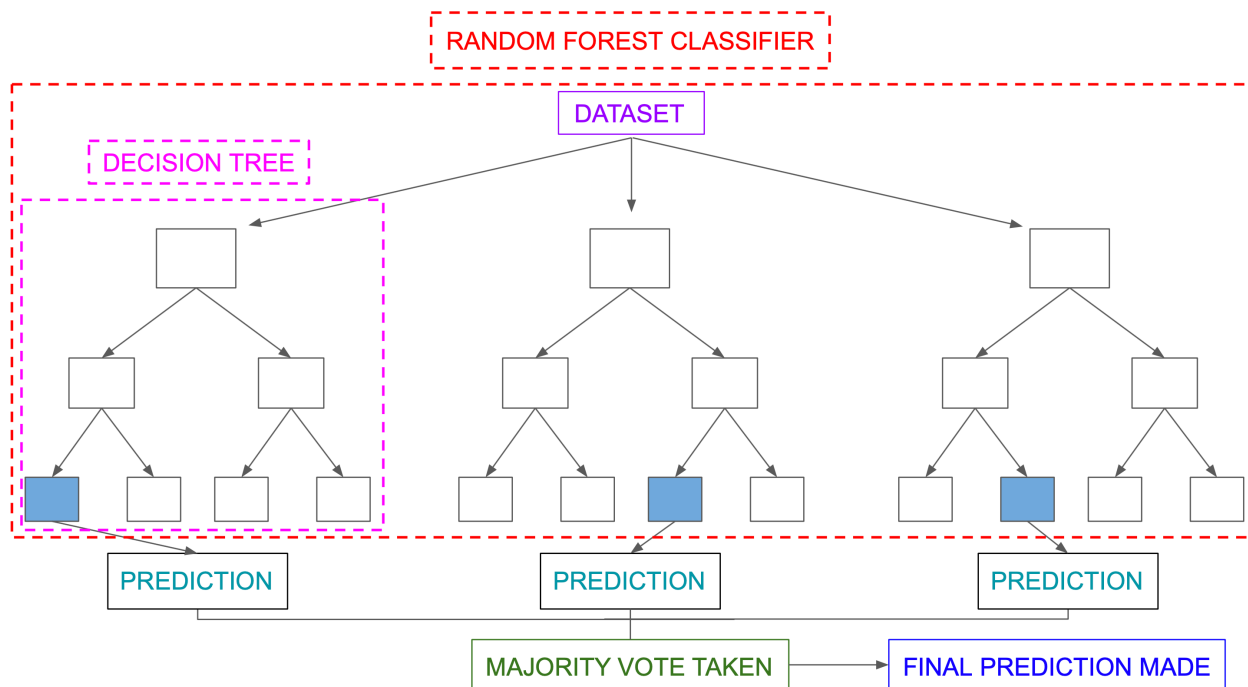 RANDOM FOREST CLASSIFIER
DATASET
DECISION TREE
PREDICTION
PREDICTION
PREDICTION
MAJORITY VOTE TAKEN
FINAL PREDICTION MADE